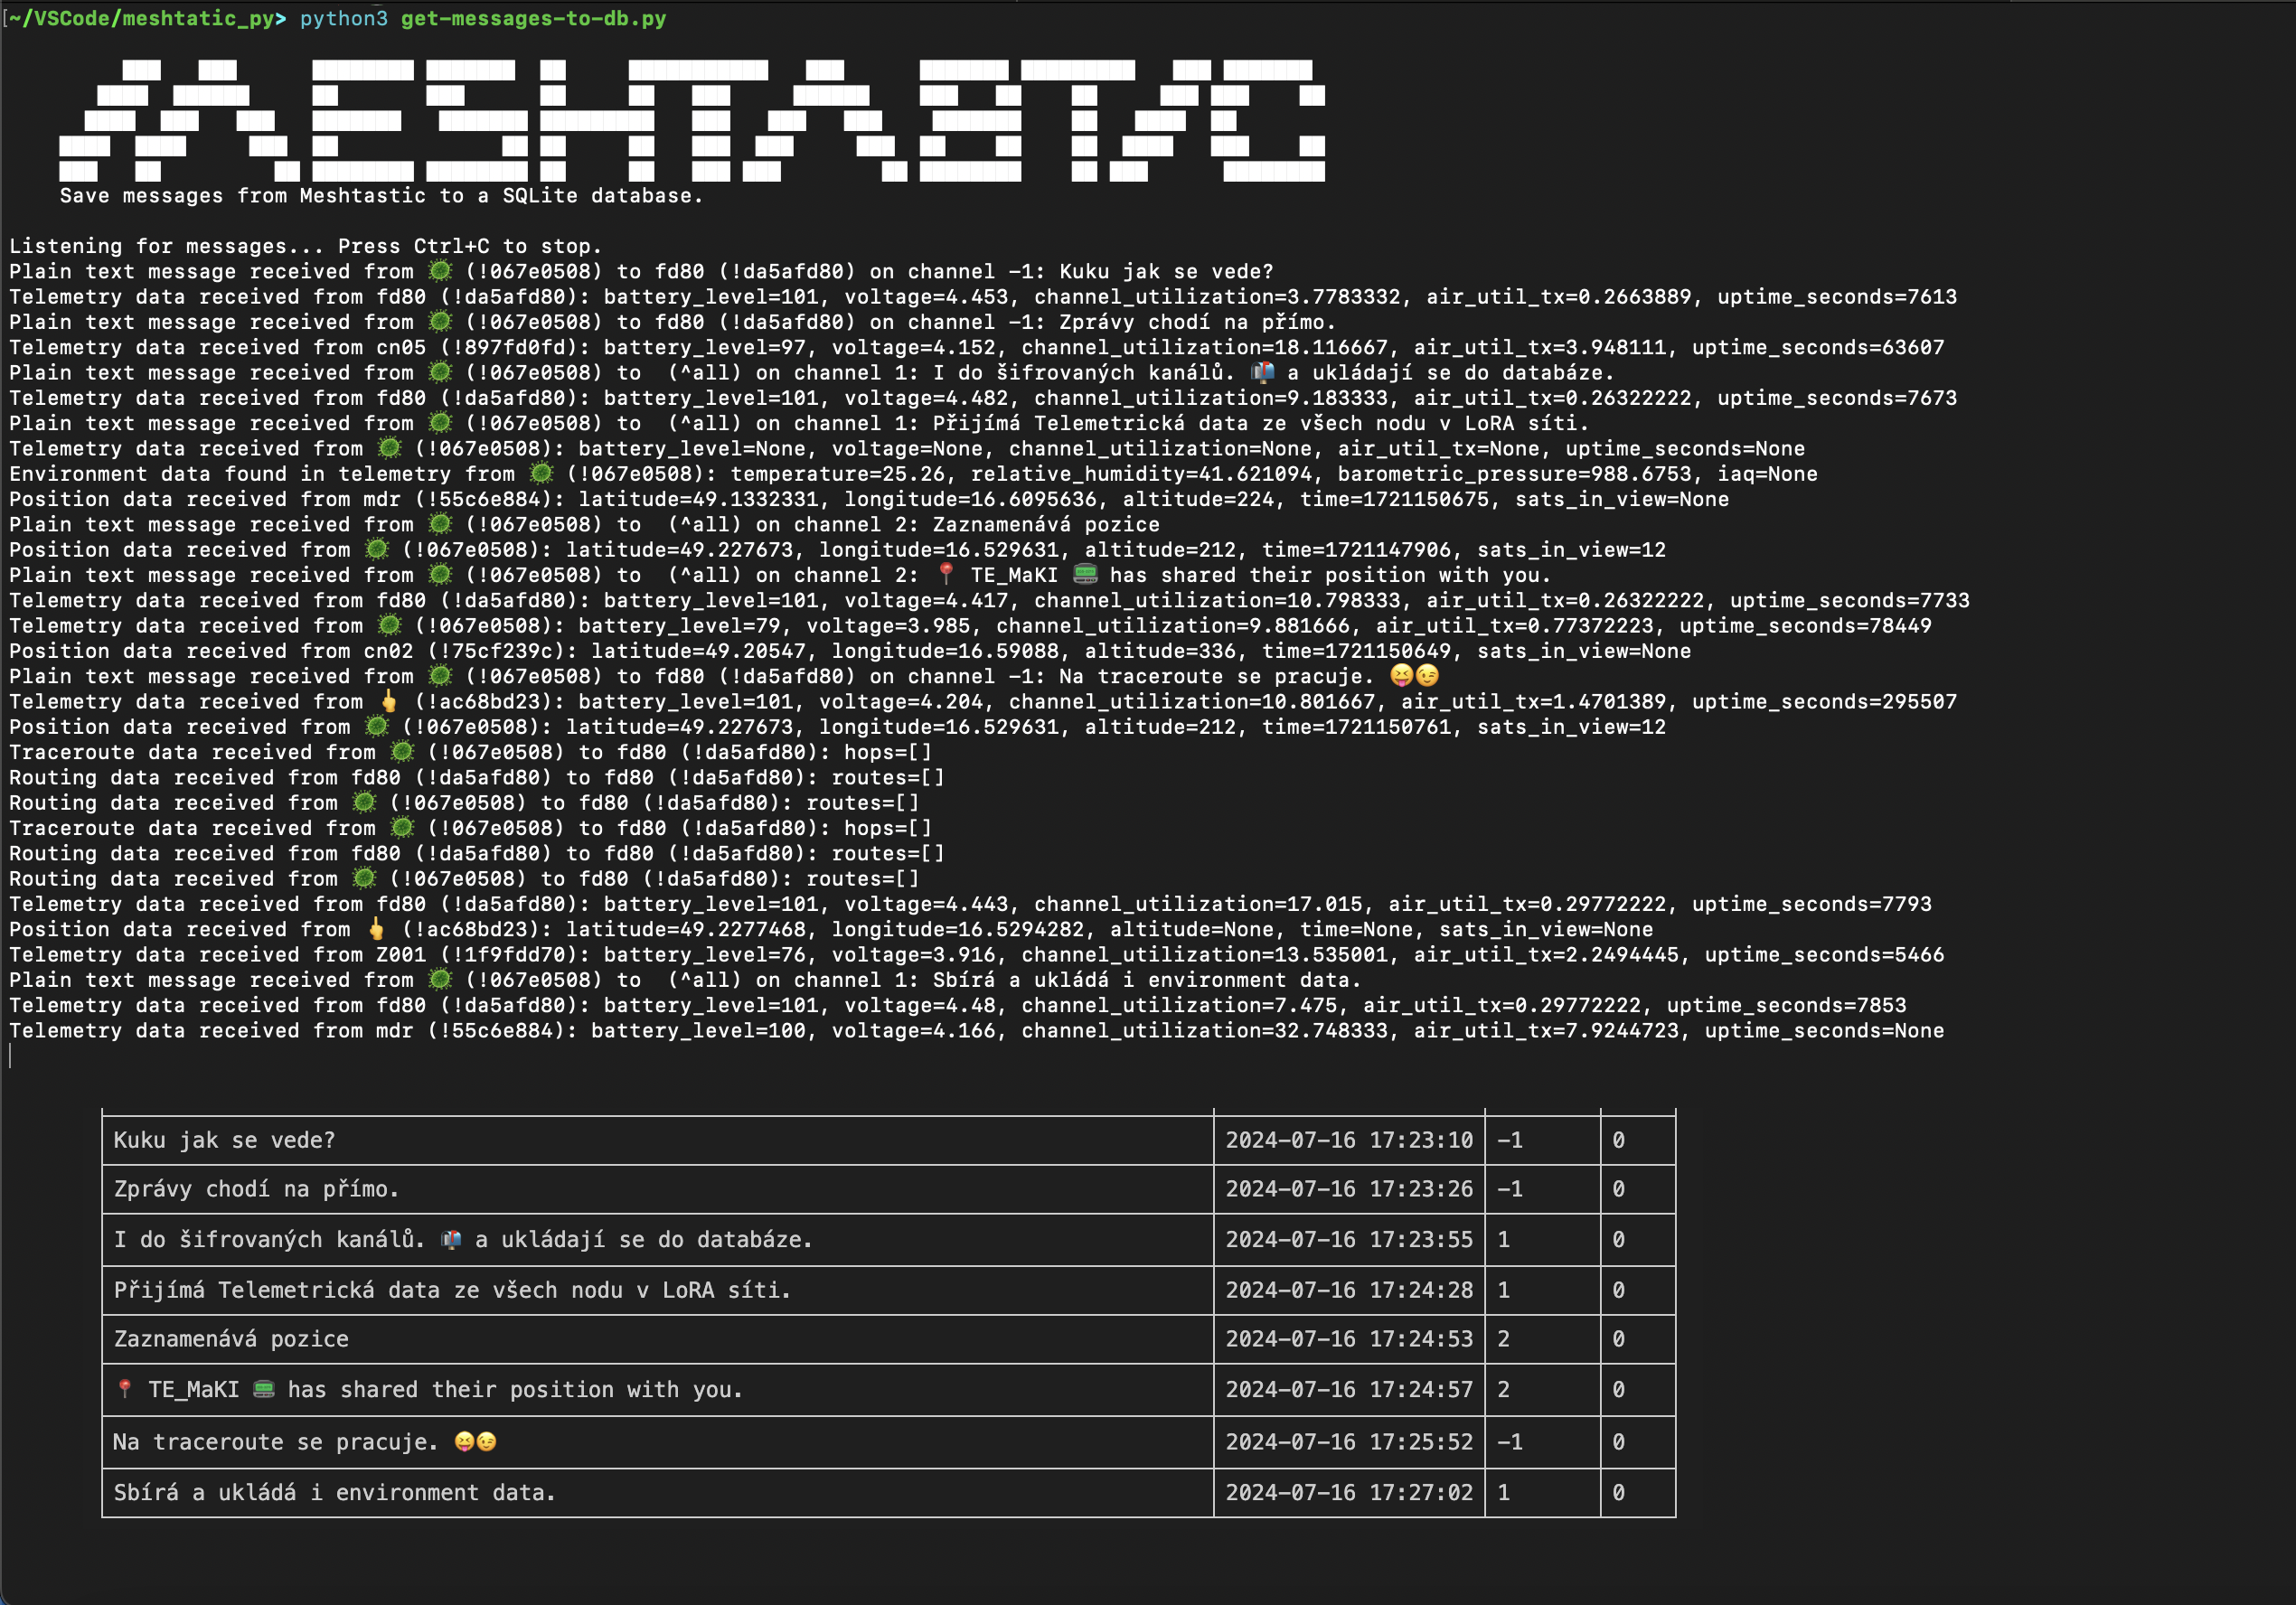 [~/VSCode/meshtatic_py> python3 get-messages-to-db.py
MESHTASTIC
Save messages from Meshtastic to a SQLite database.
Listening for messages... Press Ctrl+C to stop.
Plain text message received from 🦠 (!067e0508) to fd80 (!da5afd80) on channel -1: Kuku jak se vede?
Telemetry data received from fd80 (!da5afd80): battery_level=101, voltage=4.453, channel_utilization=3.7783332, air_util_tx=0.2663889, uptime_seconds=7613
Plain text message received from 🦠 (!067e0508) to fd80 (!da5afd80) on channel -1: Zprávy chodí na přímo.
Telemetry data received from cn05 (!897fd0fd): battery_level=97, voltage=4.152, channel_utilization=18.116667, air_util_tx=3.948111, uptime_seconds=63607
Plain text message received from 🦠 (!067e0508) to  (^all) on channel 1: I do šifrovaných kanálů. 📬 a ukládají se do databáze.
Telemetry data received from fd80 (!da5afd80): battery_level=101, voltage=4.482, channel_utilization=9.183333, air_util_tx=0.26322222, uptime_seconds=7673
Plain text message received from 🦠 (!067e0508) to  (^all) on channel 1: Přijímá Telemetrická data ze všech nodu v LoRA síti.
Telemetry data received from 🦠 (!067e0508): battery_level=None, voltage=None, channel_utilization=None, air_util_tx=None, uptime_seconds=None
Environment data found in telemetry from 🦠 (!067e0508): temperature=25.26, relative_humidity=41.621094, barometric_pressure=988.6753, iaq=None
Position data received from mdr (!55c6e884): latitude=49.1332331, longitude=16.6095636, altitude=224, time=1721150675, sats_in_view=None
Plain text message received from 🦠 (!067e0508) to  (^all) on channel 2: Zaznamenává pozice
Position data received from 🦠 (!067e0508): latitude=49.227673, longitude=16.529631, altitude=212, time=1721147906, sats_in_view=12
Plain text message received from 🦠 (!067e0508) to  (^all) on channel 2: 📍 TE_MaKI 📟 has shared their position with you.
Telemetry data received from fd80 (!da5afd80): battery_level=101, voltage=4.417, channel_utilization=10.798333, air_util_tx=0.26322222, uptime_seconds=7733
Telemetry data received from 🦠 (!067e0508): battery_level=79, voltage=3.985, channel_utilization=9.881666, air_util_tx=0.77372223, uptime_seconds=78449
Position data received from cn02 (!75cf239c): latitude=49.20547, longitude=16.59088, altitude=336, time=1721150649, sats_in_view=None
Plain text message received from 🦠 (!067e0508) to fd80 (!da5afd80) on channel -1: Na traceroute se pracuje. 😝😉
Telemetry data received from 🖕 (!ac68bd23): battery_level=101, voltage=4.204, channel_utilization=10.801667, air_util_tx=1.4701389, uptime_seconds=295507
Position data received from 🦠 (!067e0508): latitude=49.227673, longitude=16.529631, altitude=212, time=1721150761, sats_in_view=12
Traceroute data received from 🦠 (!067e0508) to fd80 (!da5afd80): hops=[]
Routing data received from fd80 (!da5afd80) to fd80 (!da5afd80): routes=[]
Routing data received from 🦠 (!067e0508) to fd80 (!da5afd80): routes=[]
Traceroute data received from 🦠 (!067e0508) to fd80 (!da5afd80): hops=[]
Routing data received from fd80 (!da5afd80) to fd80 (!da5afd80): routes=[]
Routing data received from 🦠 (!067e0508) to fd80 (!da5afd80): routes=[]
Telemetry data received from fd80 (!da5afd80): battery_level=101, voltage=4.443, channel_utilization=17.015, air_util_tx=0.29772222, uptime_seconds=7793
Position data received from 🖕 (!ac68bd23): latitude=49.2277468, longitude=16.5294282, altitude=None, time=None, sats_in_view=None
Telemetry data received from Z001 (!1f9fdd70): battery_level=76, voltage=3.916, channel_utilization=13.535001, air_util_tx=2.2494445, uptime_seconds=5466
Plain text message received from 🦠 (!067e0508) to  (^all) on channel 1: Sbírá a ukládá i environment data.
Telemetry data received from fd80 (!da5afd80): battery_level=101, voltage=4.48, channel_utilization=7.475, air_util_tx=0.29772222, uptime_seconds=7853
Telemetry data received from mdr (!55c6e884): battery_level=100, voltage=4.166, channel_utilization=32.748333, air_util_tx=7.9244723, uptime_seconds=None
Kuku jak se vede? 2024-07-16 17:23:10 -1 0
Zprávy chodí na přímo. 2024-07-16 17:23:26 -1 0
I do šifrovaných kanálů. 📬 a ukládají se do databáze. 2024-07-16 17:23:55 1 0
Přijímá Telemetrická data ze všech nodu v LoRA síti. 2024-07-16 17:24:28 1 0
Zaznamenává pozice 2024-07-16 17:24:53 2 0
📍 TE_MaKI 📟 has shared their position with you. 2024-07-16 17:24:57 2 0
Na traceroute se pracuje. 😝😉 2024-07-16 17:25:52 -1 0
Sbírá a ukládá i environment data. 2024-07-16 17:27:02 1 0